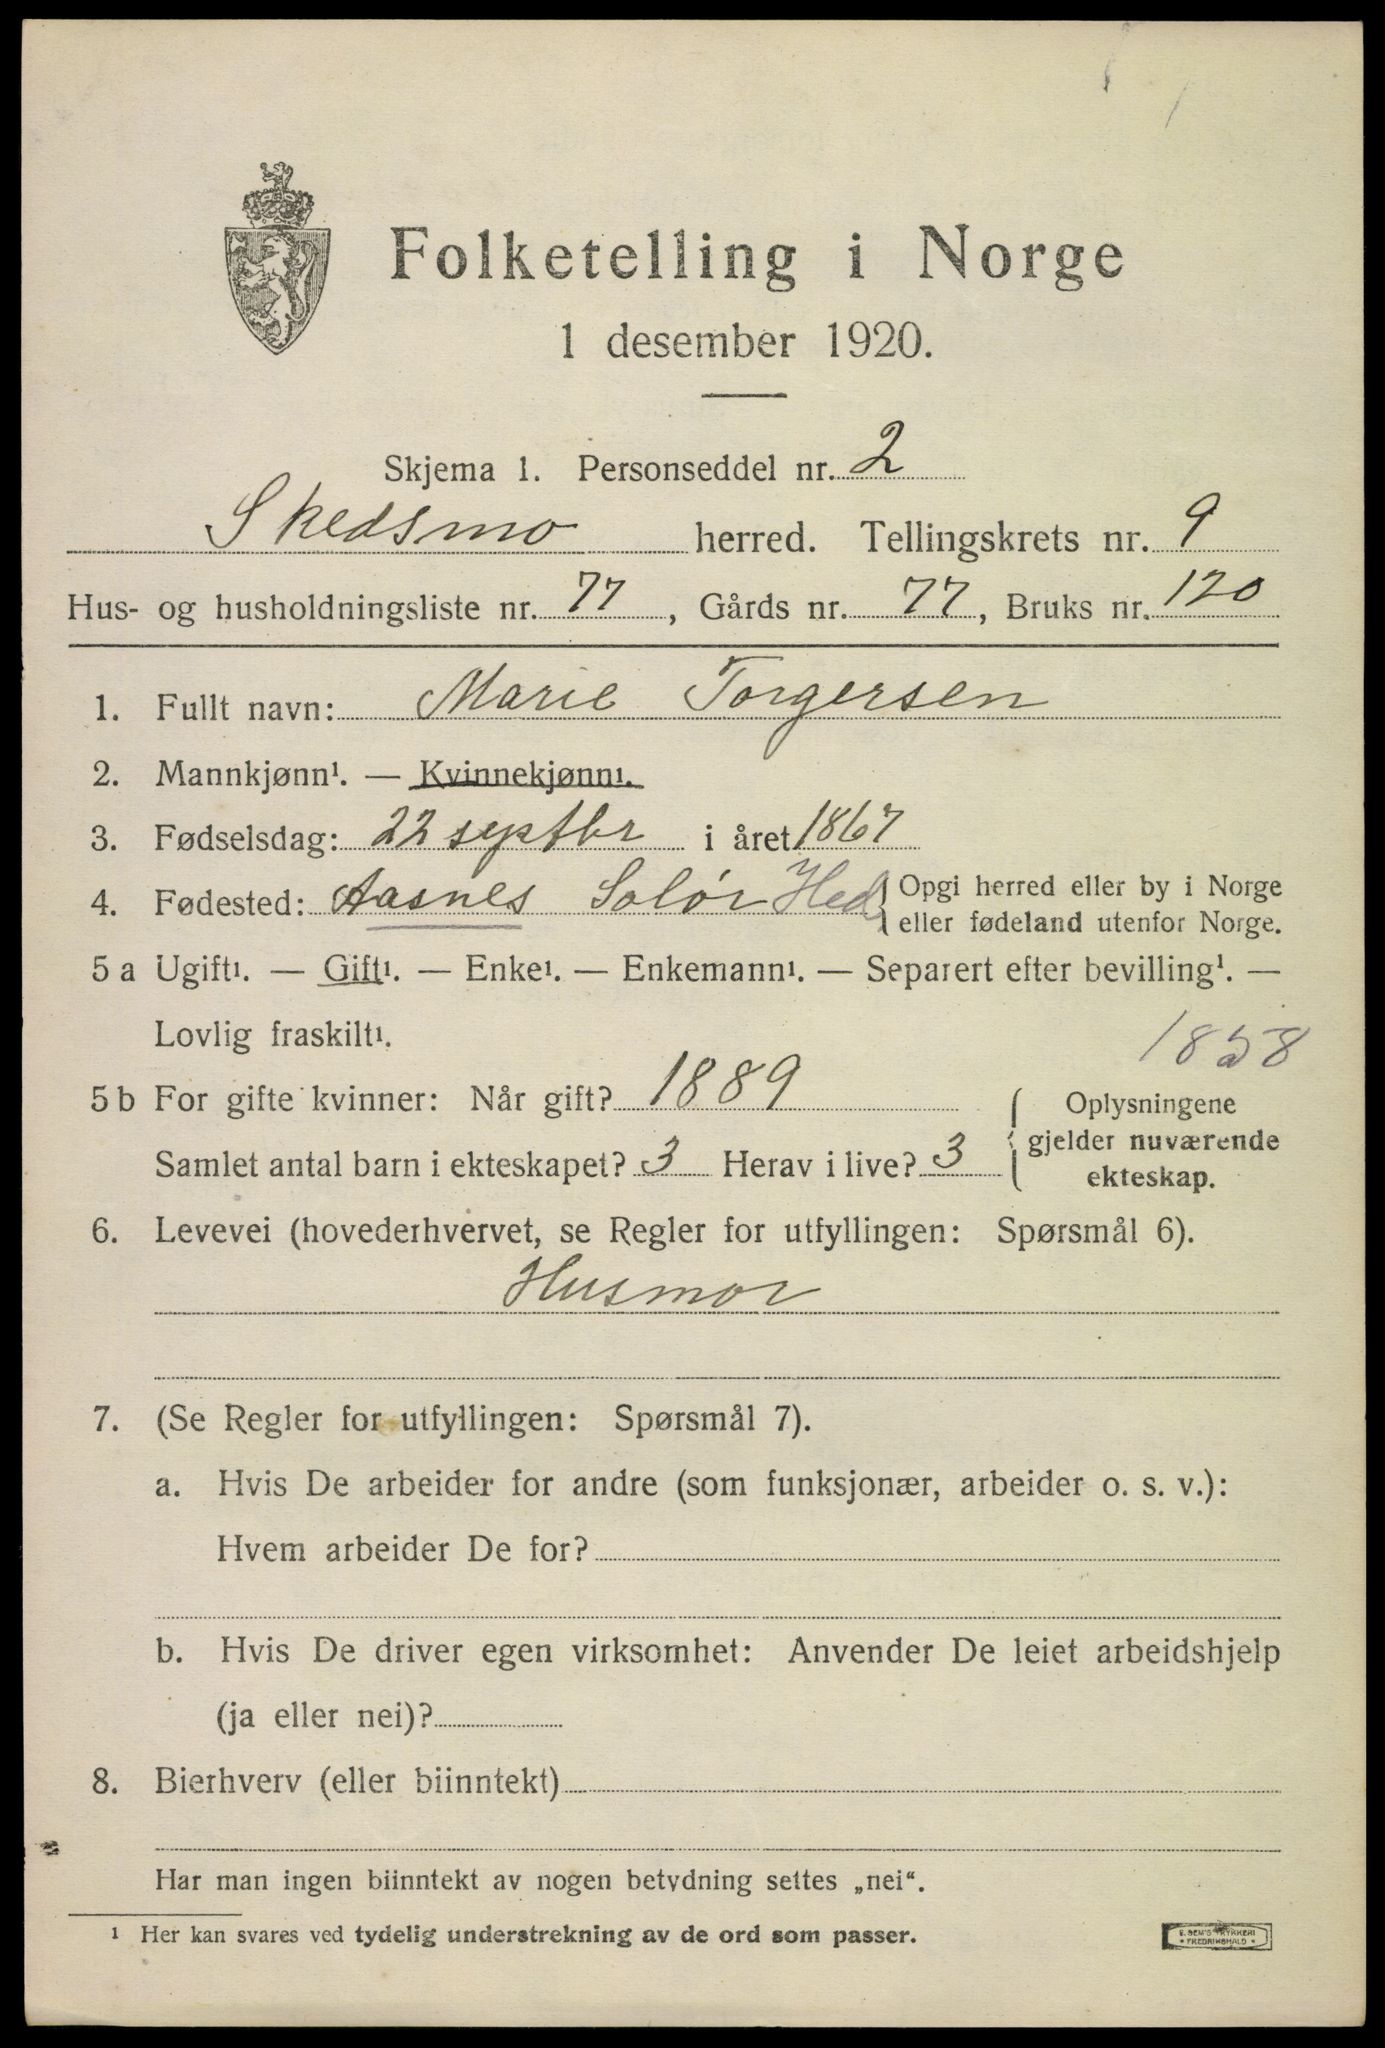 Folketelling i Norge
1 desember 1920.
Skjema 1. Personseddel nr. 2
Skedsmo herred. Tellingskrets nr. 9
Hus- og husholdningsliste nr. 77, Gårds nr. 77, Bruks nr. 120
1. Fullt navn: Marie Torgersen
2. Mannkjønn¹. — Kvinnekjønn¹.
3. Fødselsdag: 22 septbr i året 1867
4. Fødested: Aasnes Solør Hed. Opgi herred eller by i Norge
eller fødeland utenfor Norge.
5 a Ugift¹. — Gift¹. — Enke¹. — Enkemann¹. — Separert efter bevilling¹. —
Lovlig fraskilt¹.
1858
5 b For gifte kvinner: Når gift? 1889
Samlet antal barn i ekteskapet? 3 Herav i live? 3
Oplysningene
gjelder nuværende
ekteskap.
6. Levevei (hovederhvervet, se Regler for utfyllingen: Spørsmål 6).
Husmor
7. (Se Regler for utfyllingen: Spørsmål 7).
a. Hvis De arbeider for andre (som funksjonær, arbeider o. s. v.):
Hvem arbeider De for?
b. Hvis De driver egen virksomhet: Anvender De leiet arbeidshjelp
(ja eller nei)?
8. Bierhverv (eller biinntekt)
Har man ingen biinntekt av nogen betydning settes „nei“.
¹ Her kan svares ved tydelig understrekning av de ord som passer.
E. SEM'S TRYKKERI
FREDRIKSHALD